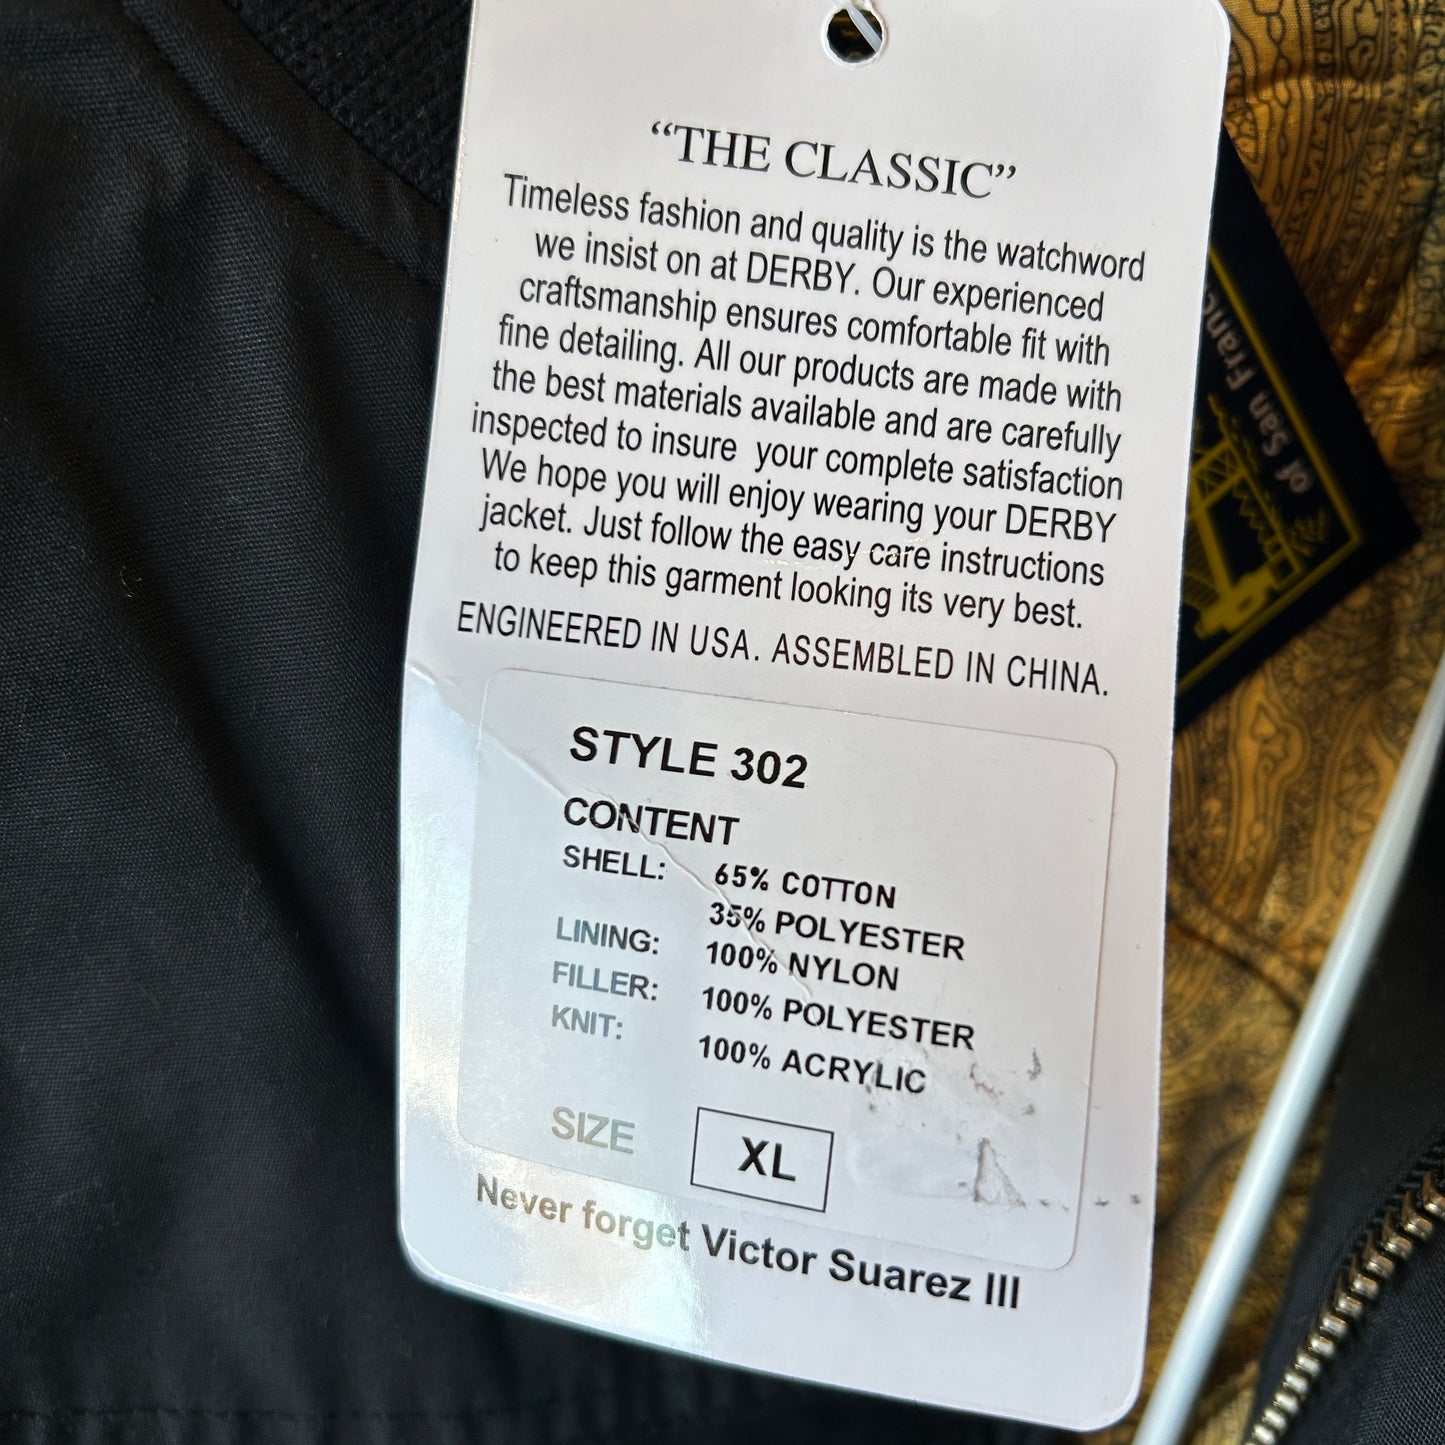 “THE CLASSIC”
Timeless fashion and quality is the watchword
we insist on at DERBY. Our experienced
craftsmanship ensures comfortable fit with
fine detailing. All our products are made with
the best materials available and are carefully
inspected to insure your complete satisfaction
We hope you will enjoy wearing your DERBY
jacket. Just follow the easy care instructions
to keep this garment looking its very best.
ENGINEERED IN USA. ASSEMBLED IN CHINA.
STYLE 302
CONTENT
SHELL: 65% COTTON
35% POLYESTER
LINING: 100% NYLON
FILLER: 100% POLYESTER
KNIT: 100% ACRYLIC
SIZE XL
Never forget Victor Suarez III
of San